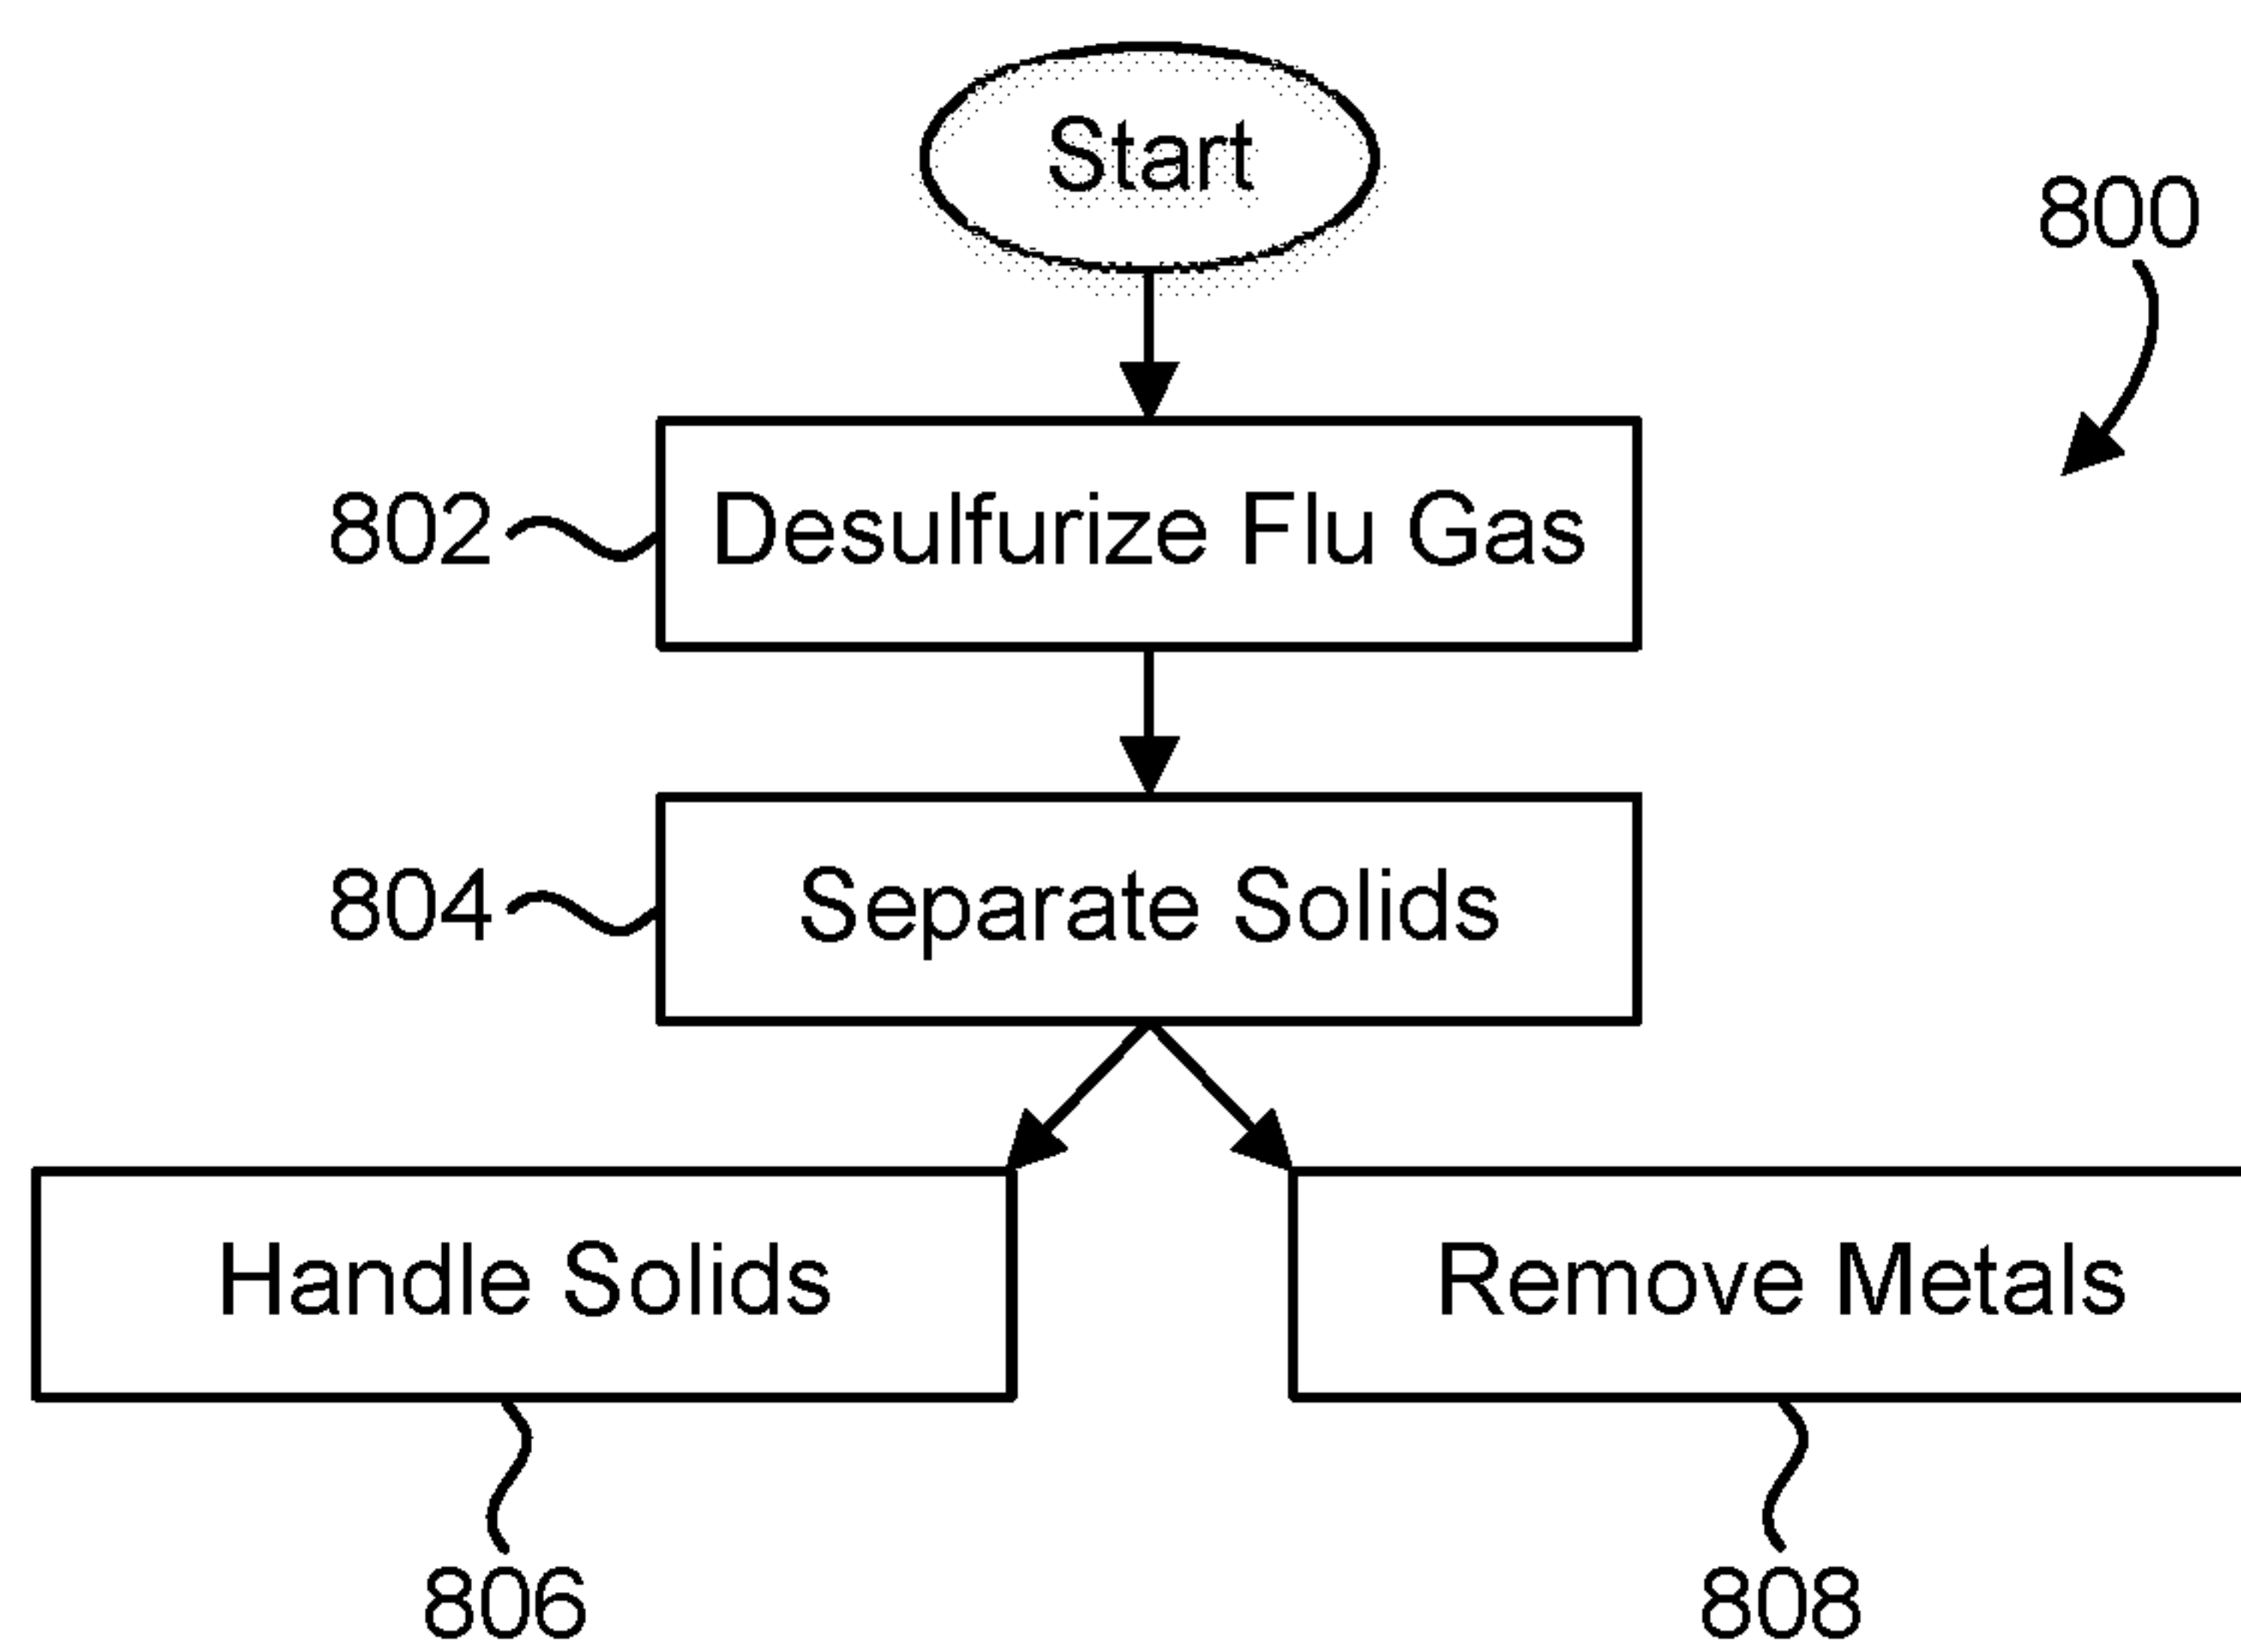 Start
800
802 Desulfurize Flu Gas
804 Separate Solids
Handle Solids Remove Metals
806 808